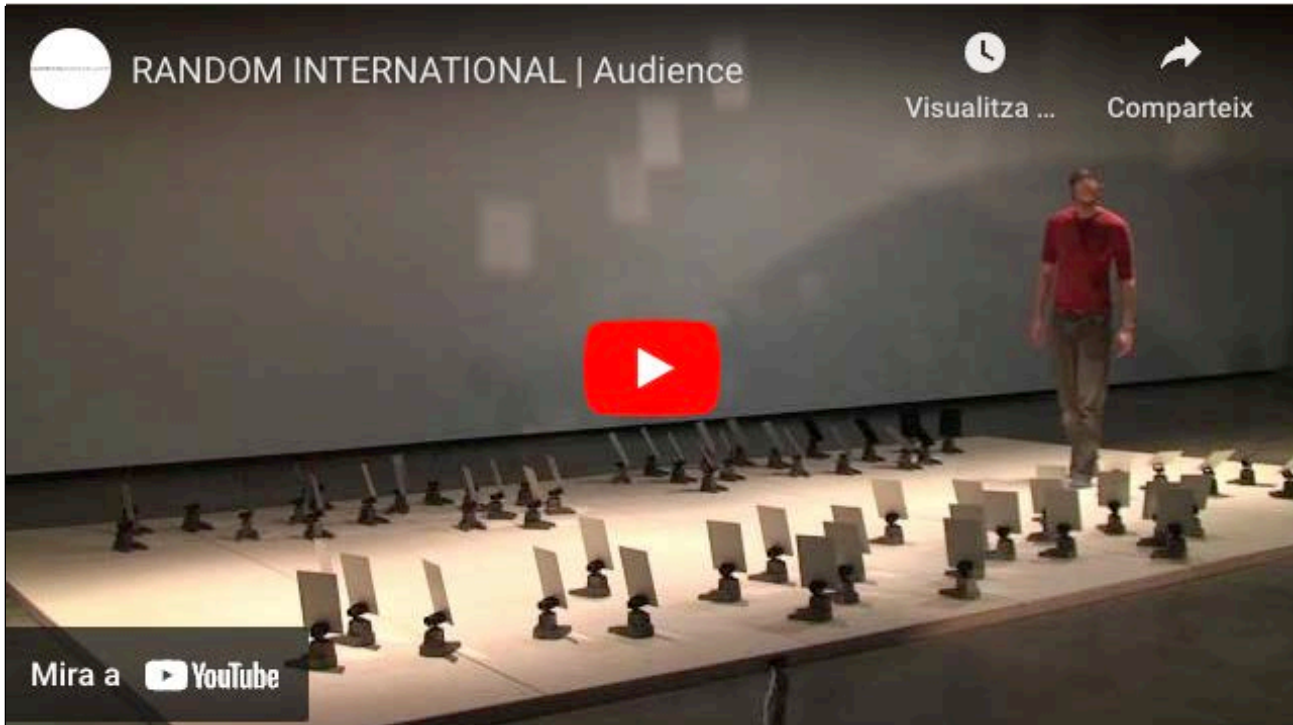 RANDOM INTERNATIONAL | Audience
Visualitza ...
Comparteix
Mira a YouTube